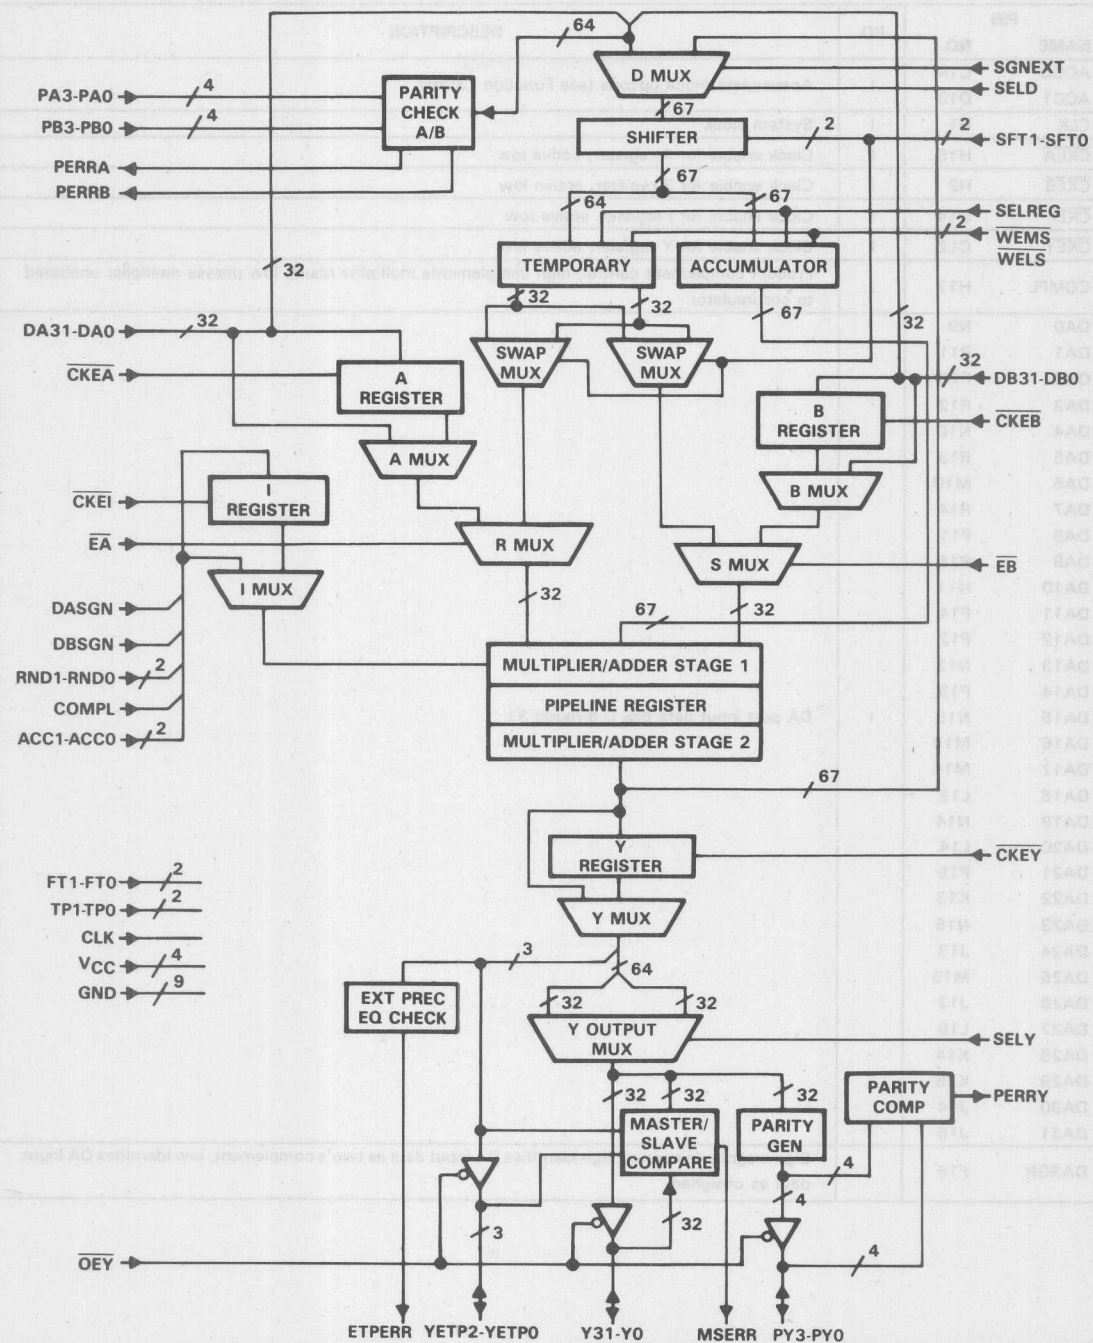 64
D MUX
SGNEXT
SELD
PA3-PA0
4
PARITY
CHECK
A/B
PB3-PB0
4
67
SHIFTER
2
2
SFT1-SFT0
PERRA
PERRB
67
64
67
SELREG
2
WEMS
WELS
TEMPORARY
ACCUMULATOR
32
32
32
67
32
DA31-DA0
32
SWAP
MUX
SWAP
MUX
32
DB31-DB0
CKEA
A
REGISTER
B
REGISTER
CKEB
A MUX
B MUX
CKEI
I
REGISTER
EA
R MUX
S MUX
EB
I MUX
32
67
32
DASGN
DBSGN
RND1-RND0
2
COMPL
ACC1-ACC0
2
MULTIPLIER/ADDER STAGE 1
PIPELINE REGISTER
MULTIPLIER/ADDER STAGE 2
67
Y
REGISTER
CKEY
FT1-FT0
2
TP1-TP0
2
CLK
VCC
4
GND
9
Y MUX
3
64
EXT PREC
EQ CHECK
32
32
Y OUTPUT
MUX
SELY
32
32
32
PARITY
COMP
PERRY
MASTER/
SLAVE
COMPARE
PARITY
GEN
4
4
3
32
4
OEY
ETPERR
YETP2-YETP0
Y31-Y0
MSERR
PY3-PY0